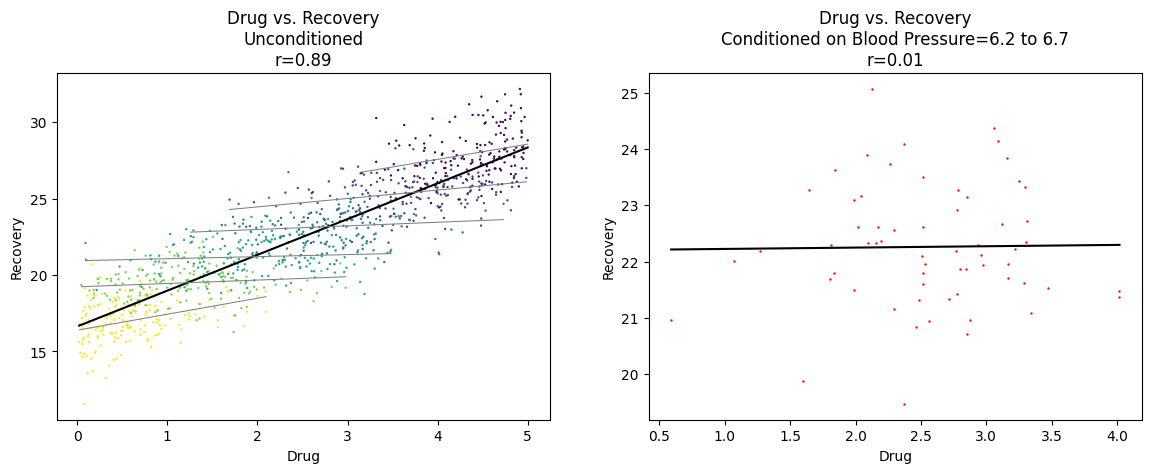 Drug vs. Recovery
Unconditioned
r=0.89
Recovery
30
25
20
15
0 1 2 3 4 5
Drug
Drug vs. Recovery
Conditioned on Blood Pressure=6.2 to 6.7
r=0.01
Recovery
25
24
23
22
21
20
0.5 1.0 1.5 2.0 2.5 3.0 3.5 4.0
Drug